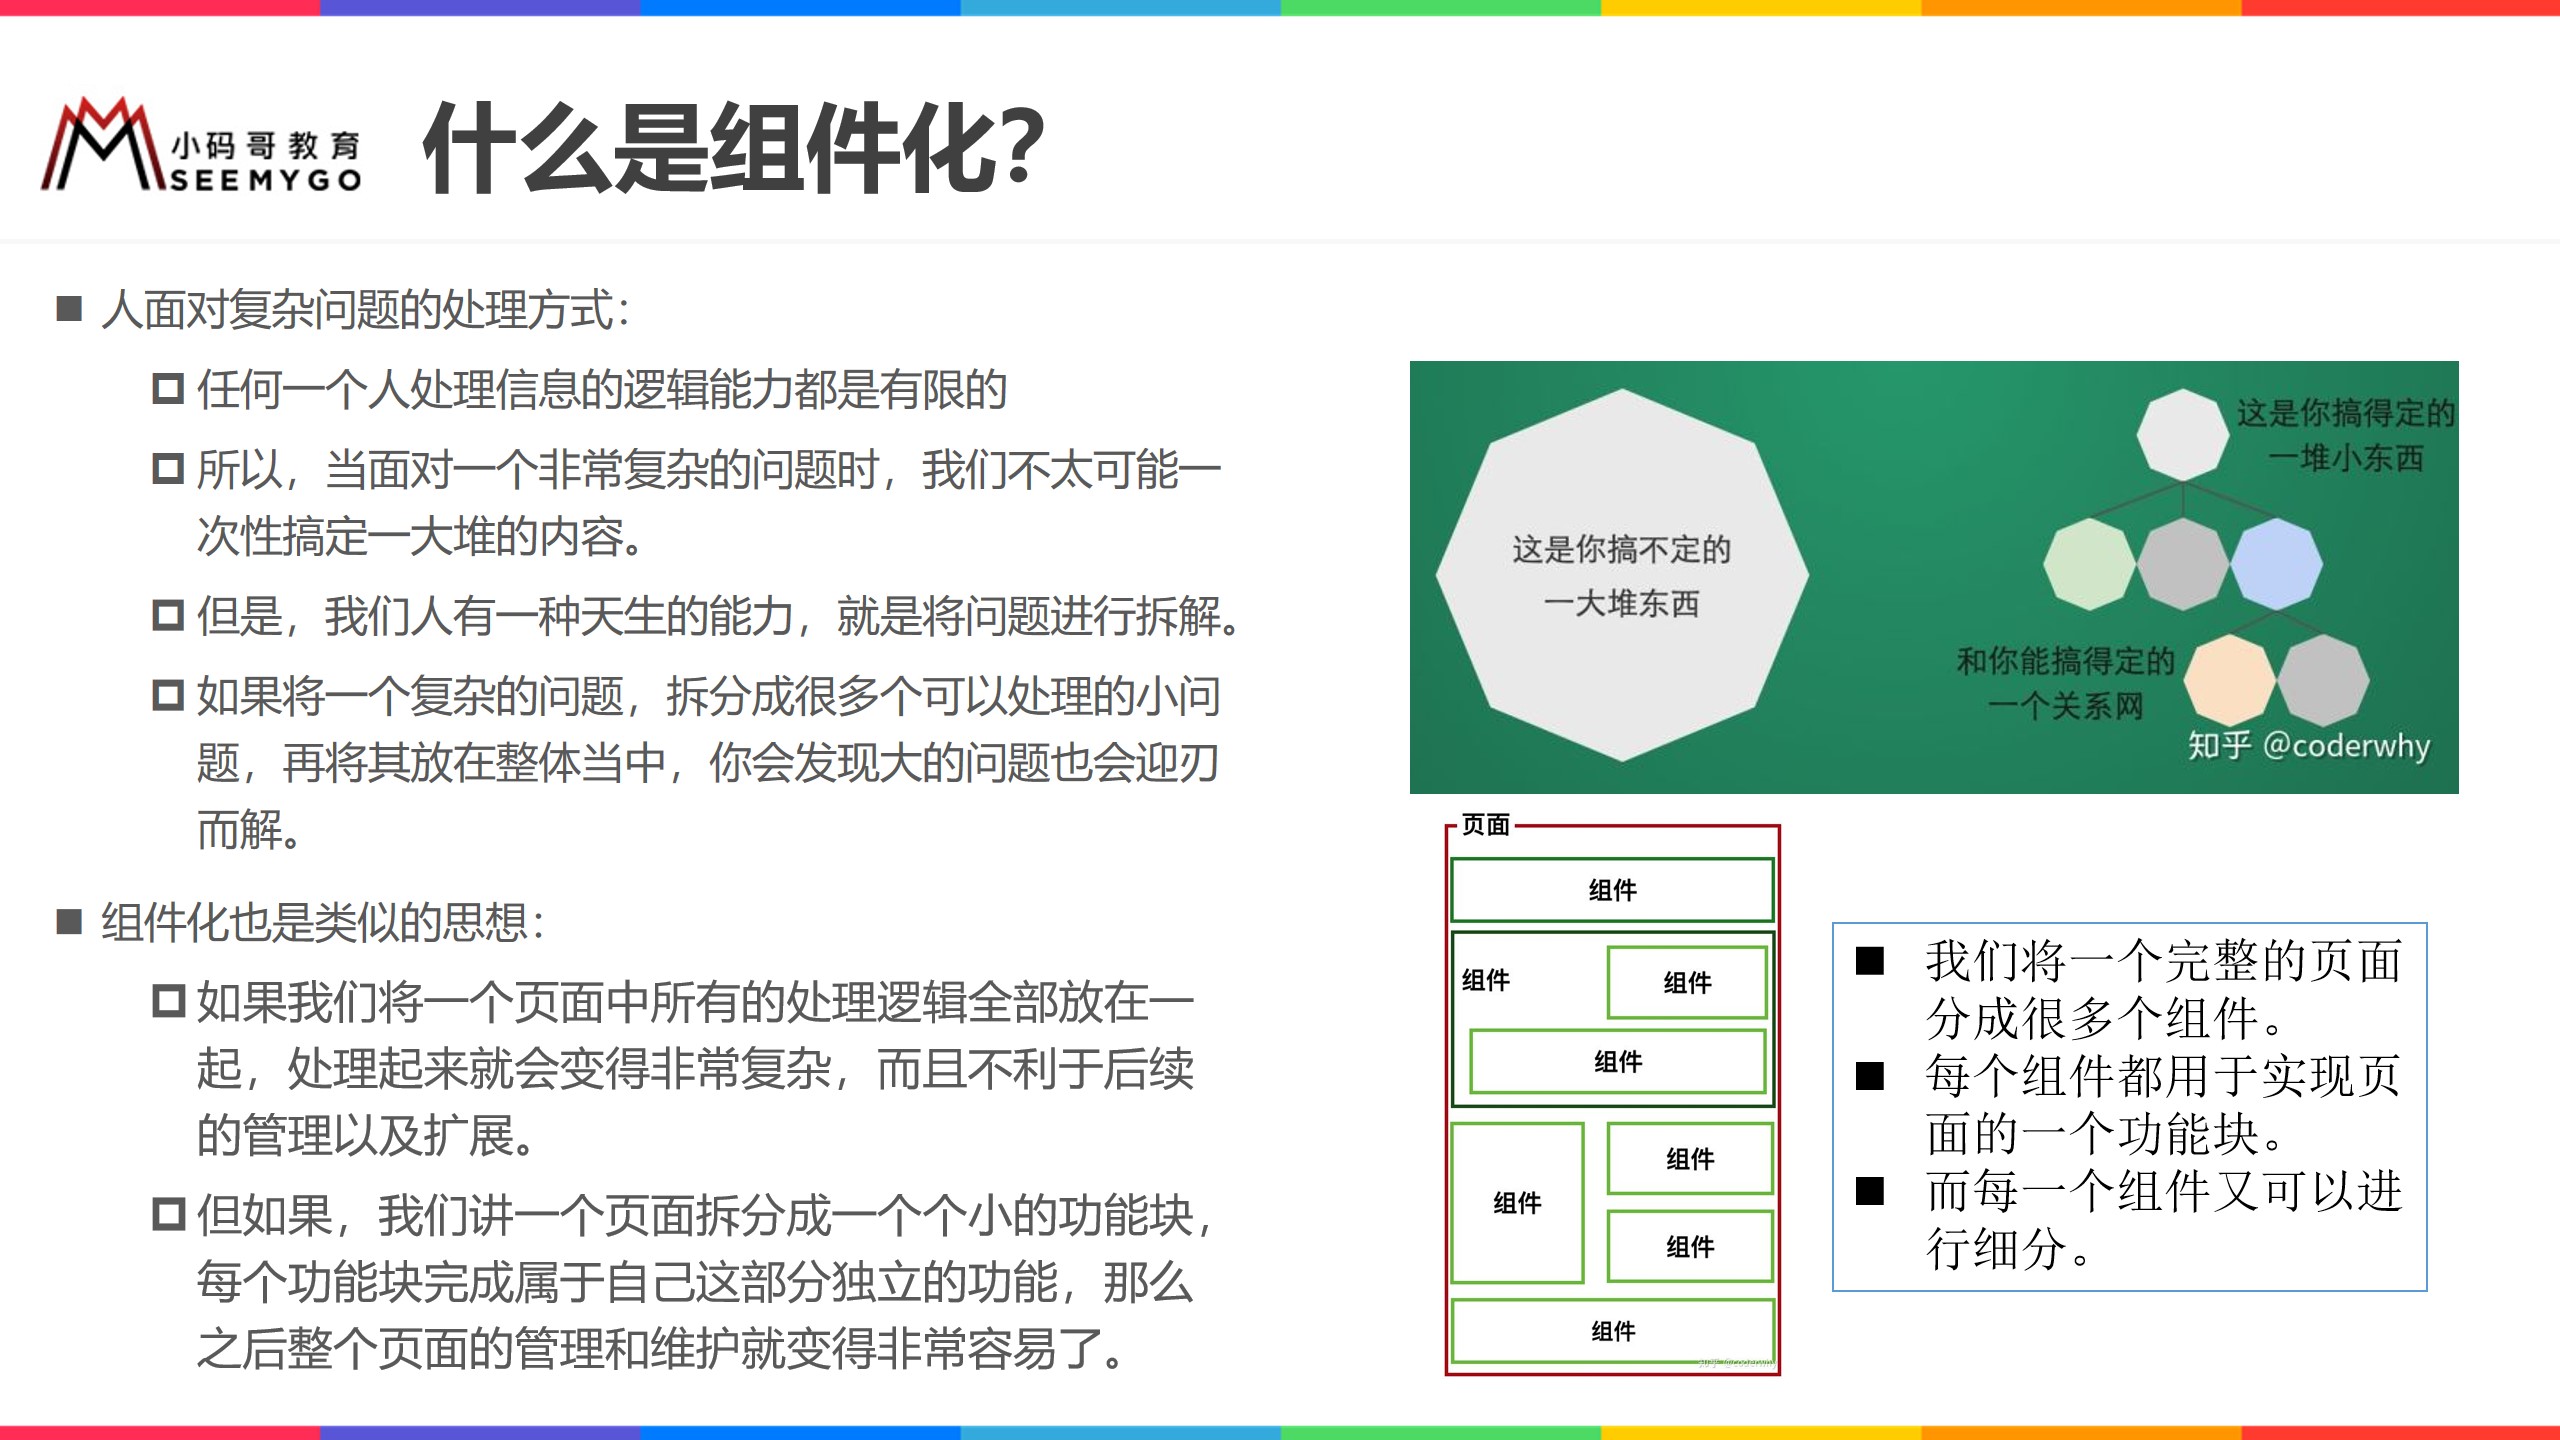 小码哥教育
SEEMYGO
什么是组件化?
人面对复杂问题的处理方式：
任何一个人处理信息的逻辑能力都是有限的
所以，当面对一个非常复杂的问题时，我们不太可能一
次性搞定一大堆的内容。
但是，我们人有一种天生的能力，就是将问题进行拆解。
如果将一个复杂的问题，拆分成很多个可以处理的小问
题，再将其放在整体当中，你会发现大的问题也会迎刃
而解。
组件化也是类似的思想：
如果我们将一个页面中所有的处理逻辑全部放在一
起，处理起来就会变得非常复杂，而且不利于后续
的管理以及扩展。
但如果，我们讲一个页面拆分成一个个小的功能块，
每个功能块完成属于自己这部分独立的功能，那么
之后整个页面的管理和维护就变得非常容易了。
这是你搞不定的
一大堆东西
这是你搞得定的
一堆小东西
和你能搞得定的
一个关系网
知乎 @coderwhy
页面
组件
组件
组件
组件
组件
组件
组件
组件
知乎 @coderwhy
我们将一个完整的页面
分成很多个组件。
每个组件都用于实现页
面的一个功能块。
而每一个组件又可以进
行细分。